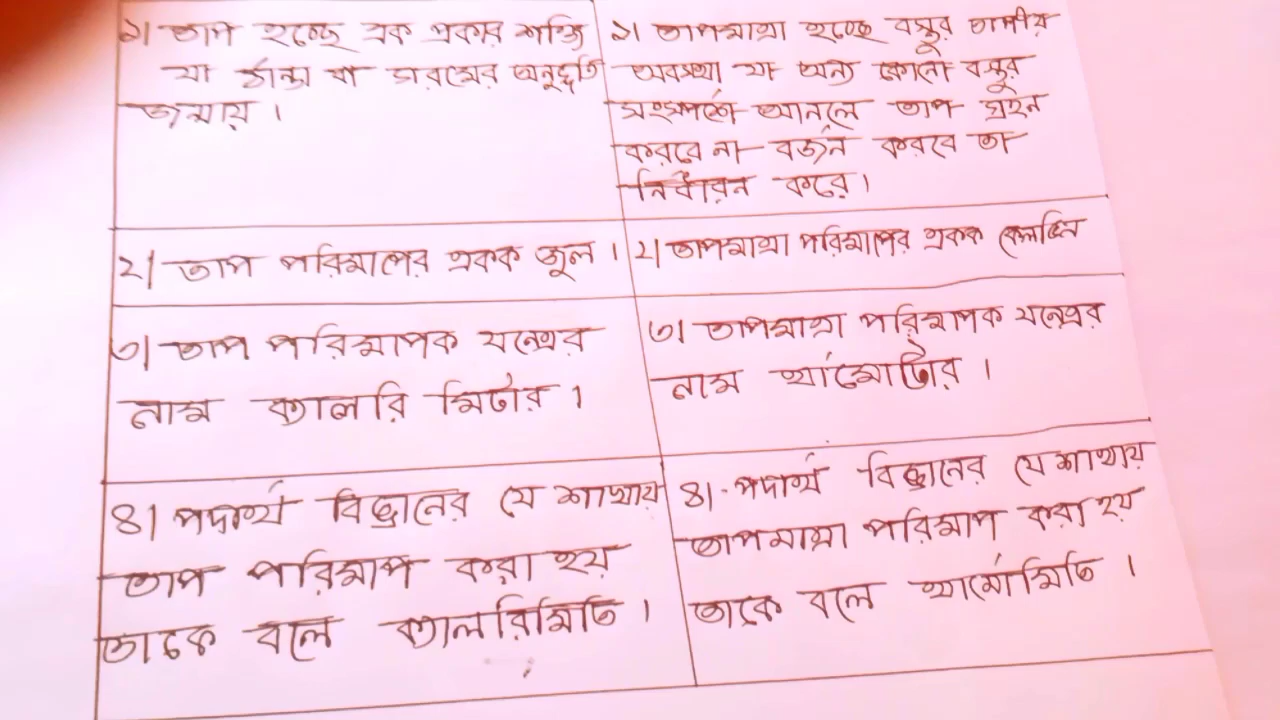 ১। তাপ হচ্ছে এক প্রকার শক্তি
যা ঠান্ডা বা গরমের অনুভূতি
জন্মায়।
১। তাপমাত্রা হচ্ছে বস্তুর তাপীয়
অবস্থা যা অন্য কোনো বস্তুর
সংস্পর্শে আনলে তাপ গ্রহন
করবে না বর্জন করবে তা
নির্ধারন করে।
২। তাপ পরিমাপের একক জুল।
২। তাপমাত্রা পরিমাপের একক কেলভিন
৩। তাপ পরিমাপক যন্ত্রের
নাম ক্যালরি মিটার।
৩। তাপমাত্রা পরিমাপক যন্ত্রের
নাম থার্মোমিটার।
৪। পদার্থ বিজ্ঞানের যে শাখায়
তাপ পরিমাপ করা হয়
তাকে বলে ক্যালরিমিতি।
৪। পদার্থ বিজ্ঞানের যে শাখায়
তাপমাত্রা পরিমাপ করা হয়
তাকে বলে থার্মোমিতি।